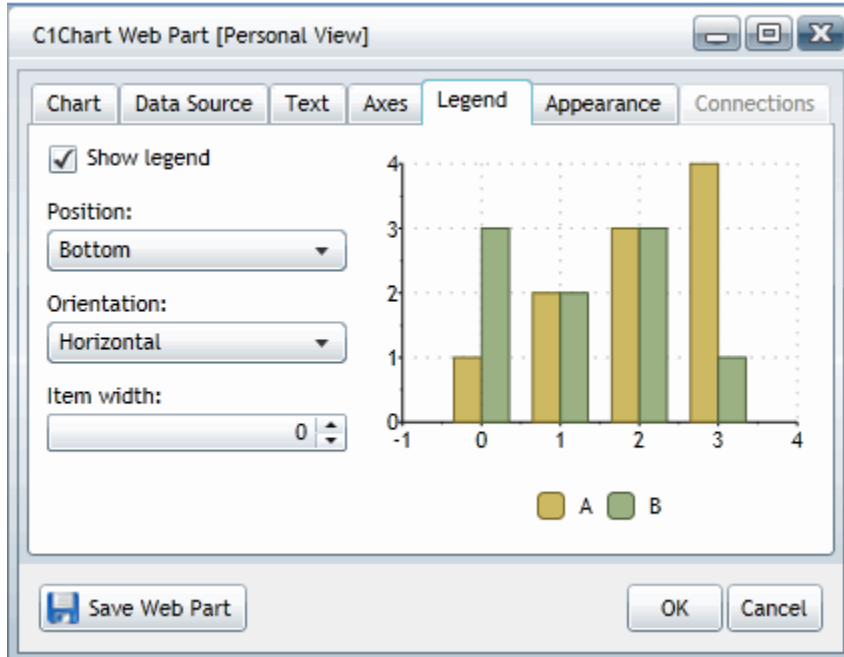 C1Chart Web Part [Personal View]
Chart Data Source Text Axes Legend Appearance Connections
Show legend
Position:
Bottom
Orientation:
Horizontal
Item width:
0
4
3
2
1
0
-1 0 1 2 3 4
A B
Save Web Part OK Cancel